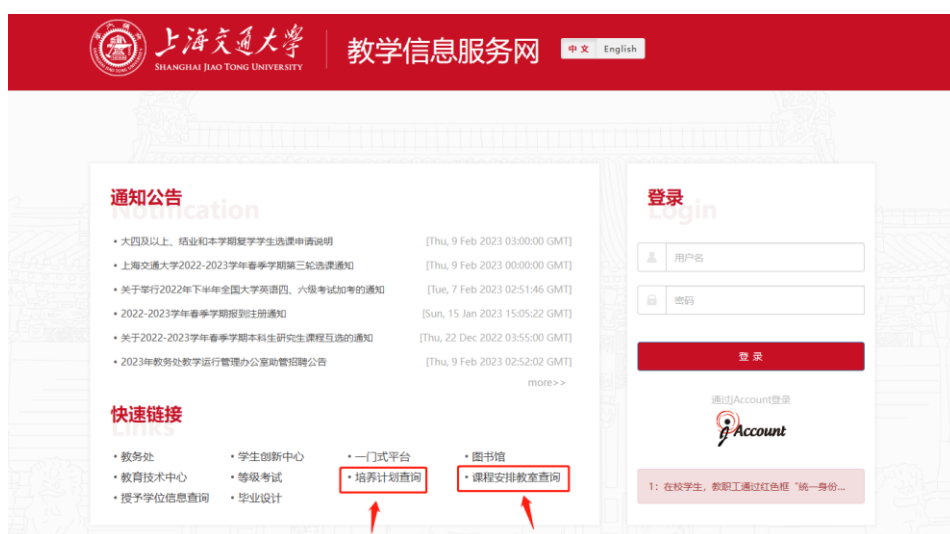 上海交通大学
SHANGHAI JIAO TONG UNIVERSITY
教学信息服务网
中文 English
通知公告
Notification
• 大四及以上、结业和本学期复学学生选课申请说明 [Thu, 9 Feb 2023 03:00:00 GMT]
• 上海交通大学2022-2023学年春季学期第三轮选课通知 [Thu, 9 Feb 2023 00:00:00 GMT]
• 关于举行2022年下半年全国大学英语四、六级考试加考的通知 [Tue, 7 Feb 2023 02:51:46 GMT]
• 2022-2023学年春季学期报到注册通知 [Sun, 15 Jan 2023 15:05:22 GMT]
• 关于2022-2023学年春季学期本科生研究生课程互选的通知 [Thu, 22 Dec 2022 03:55:00 GMT]
• 2023年教务处教学运行管理办公室助管招聘公告 [Thu, 9 Feb 2023 02:52:02 GMT]
more>>
快速链接
Links
• 教务处 • 学生创新中心 • 一门式平台 • 图书馆
• 教育技术中心 • 等级考试 • 培养计划查询 • 课程安排教室查询
• 授予学位信息查询 • 毕业设计
登录
Login
用户名
密码
登 录
通过JAccount登录
jAccount
1：在校学生，教职工通过红色框“统一身份...